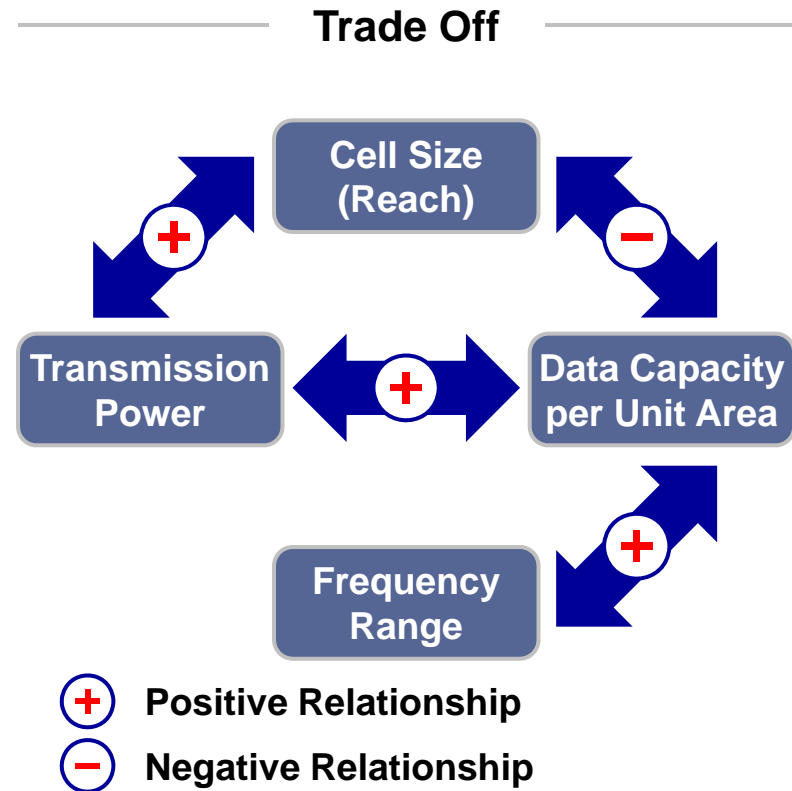 Trade Off
Cell Size
(Reach)
+
−
Transmission
Power
+
Data Capacity
per Unit Area
+
Frequency
Range
+ Positive Relationship
− Negative Relationship